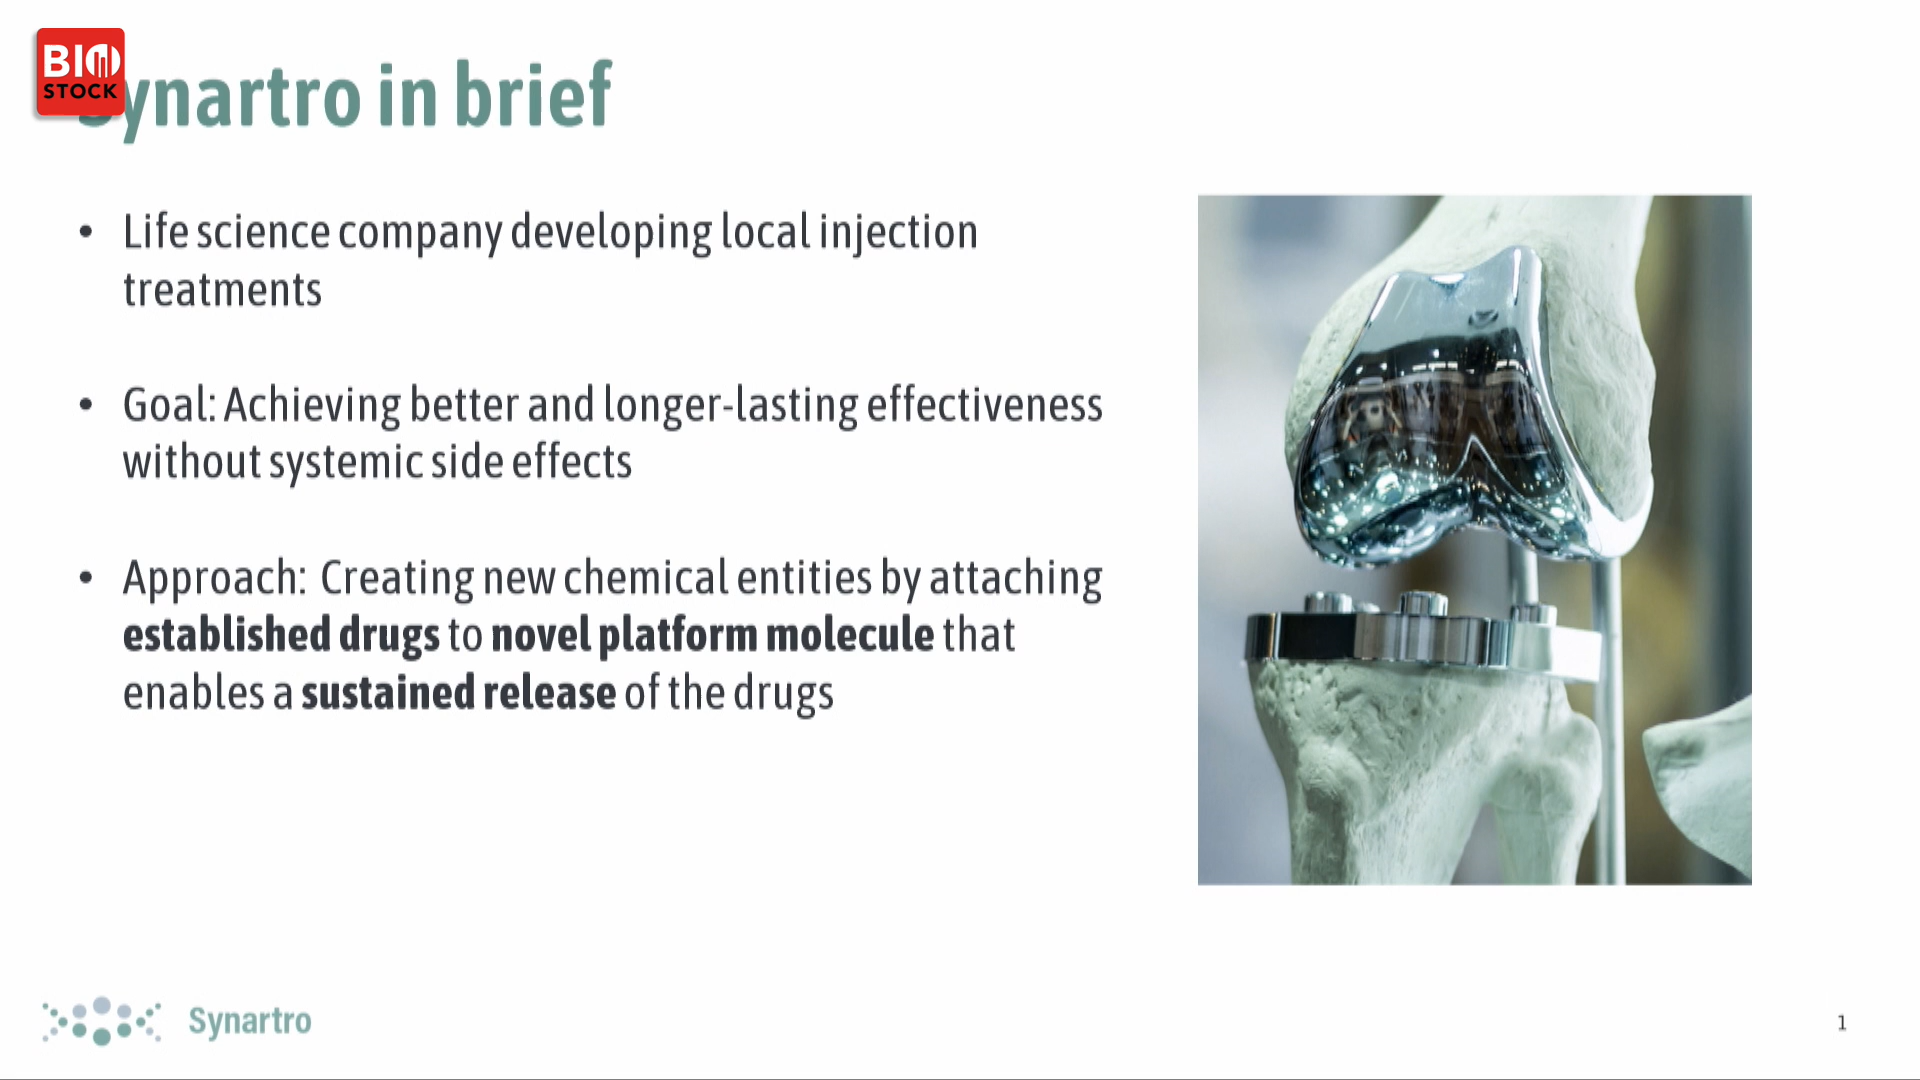 BIO
STOCK
Synartro in brief
• Life science company developing local injection
treatments
• Goal: Achieving better and longer-lasting effectiveness
without systemic side effects
• Approach: Creating new chemical entities by attaching
established drugs to novel platform molecule that
enables a sustained release of the drugs
Synartro
1